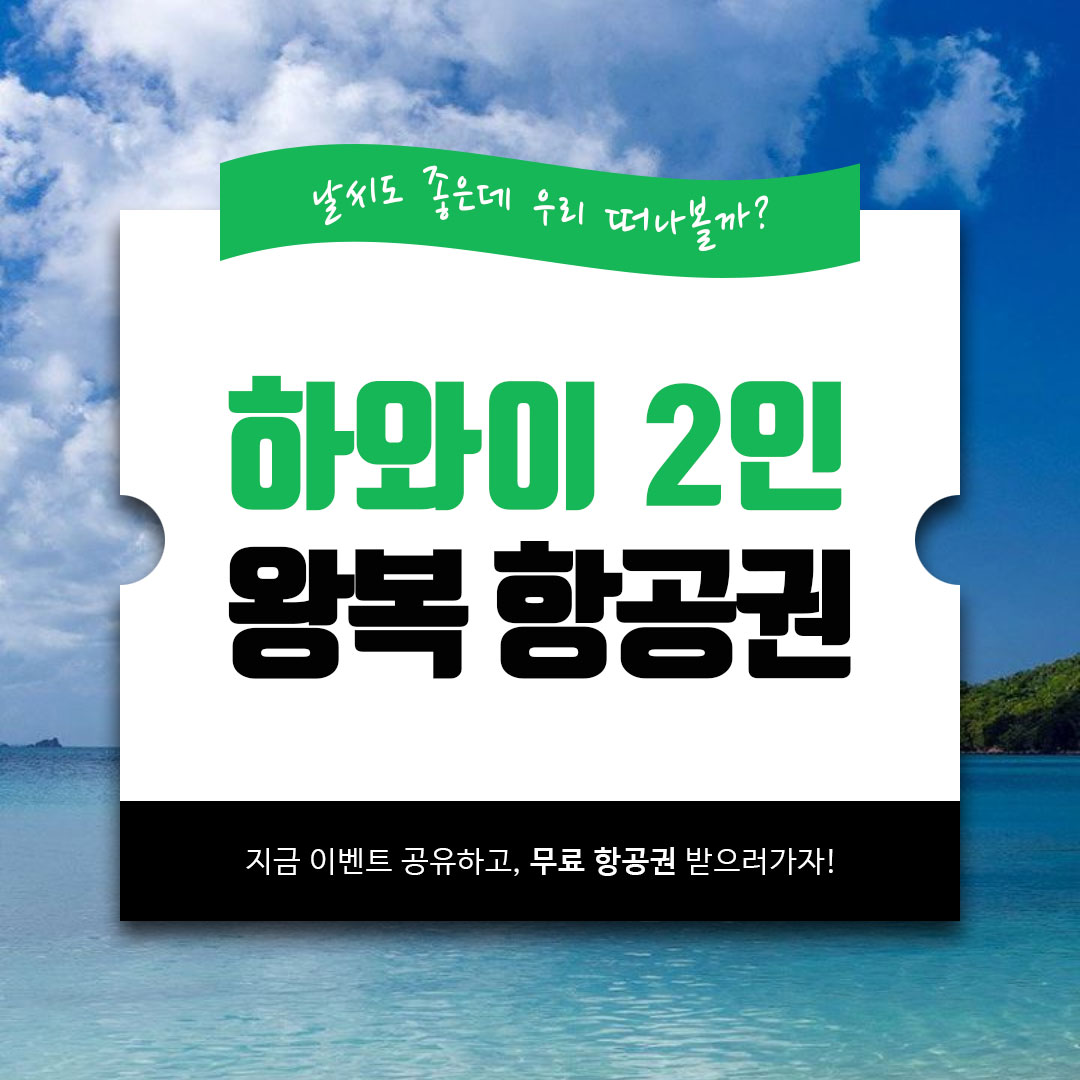 날씨도 좋은데 우리 떠나볼까?
하와이 2인
왕복 항공권
지금 이벤트 공유하고, 무료 항공권 받으러가자!